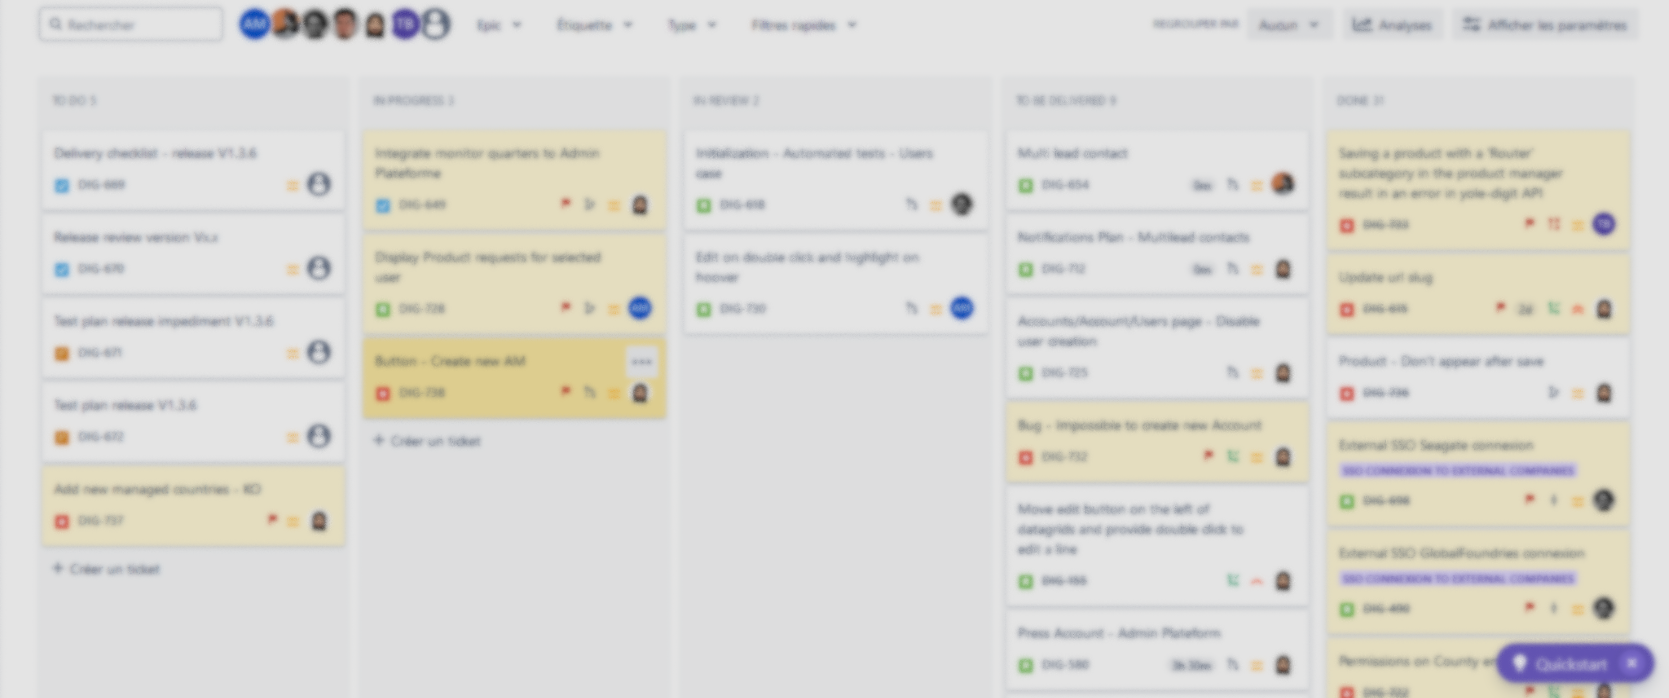 Rechercher
AM
TB
Epic
Étiquette
Type
Filtres rapides
REGROUPER PAR
Aucun
Analyses
Afficher les paramètres
TO DO 5
Delivery checklist - release V1.3.6
DIG-669
Release review version Vx.x
DIG-670
Test plan release impediment V1.3.6
DIG-671
Test plan release V1.3.6
DIG-672
Add new managed countries - KO
DIG-737
+ Créer un ticket
IN PROGRESS 3
Integrate monitor quarters to Admin
Plateforme
DIG-649
Display Product requests for selected
user
DIG-728
AM
Button - Create new AM
DIG-738
+ Créer un ticket
IN REVIEW 2
Initialization - Automated tests - Users
case
DIG-618
Edit on double click and highlight on
hoover
DIG-730
AM
TO BE DELIVERED 9
Multi lead contact
DIG-654
Notifications Plan - Multilead contacts
DIG-712
Accounts/Account/Users page - Disable
user creation
DIG-725
Bug - Impossible to create new Account
DIG-732
Move edit button on the left of
datagrids and provide double click to
edit a line
DIG-155
Press Account - Admin Plateform
DIG-580
DONE 31
Saving a product with a 'Router'
subcategory in the product manager
result in an error in yole-digit API
DIG-733
TB
Update url slug
DIG-615
2d
Product - Don't appear after save
DIG-736
External SSO Seagate connexion
SSO CONNEXION TO EXTERNAL COMPANIES
DIG-698
External SSO GlobalFoundries connexion
SSO CONNEXION TO EXTERNAL COMPANIES
DIG-490
Permissions on County
DIG-722
Quickstart